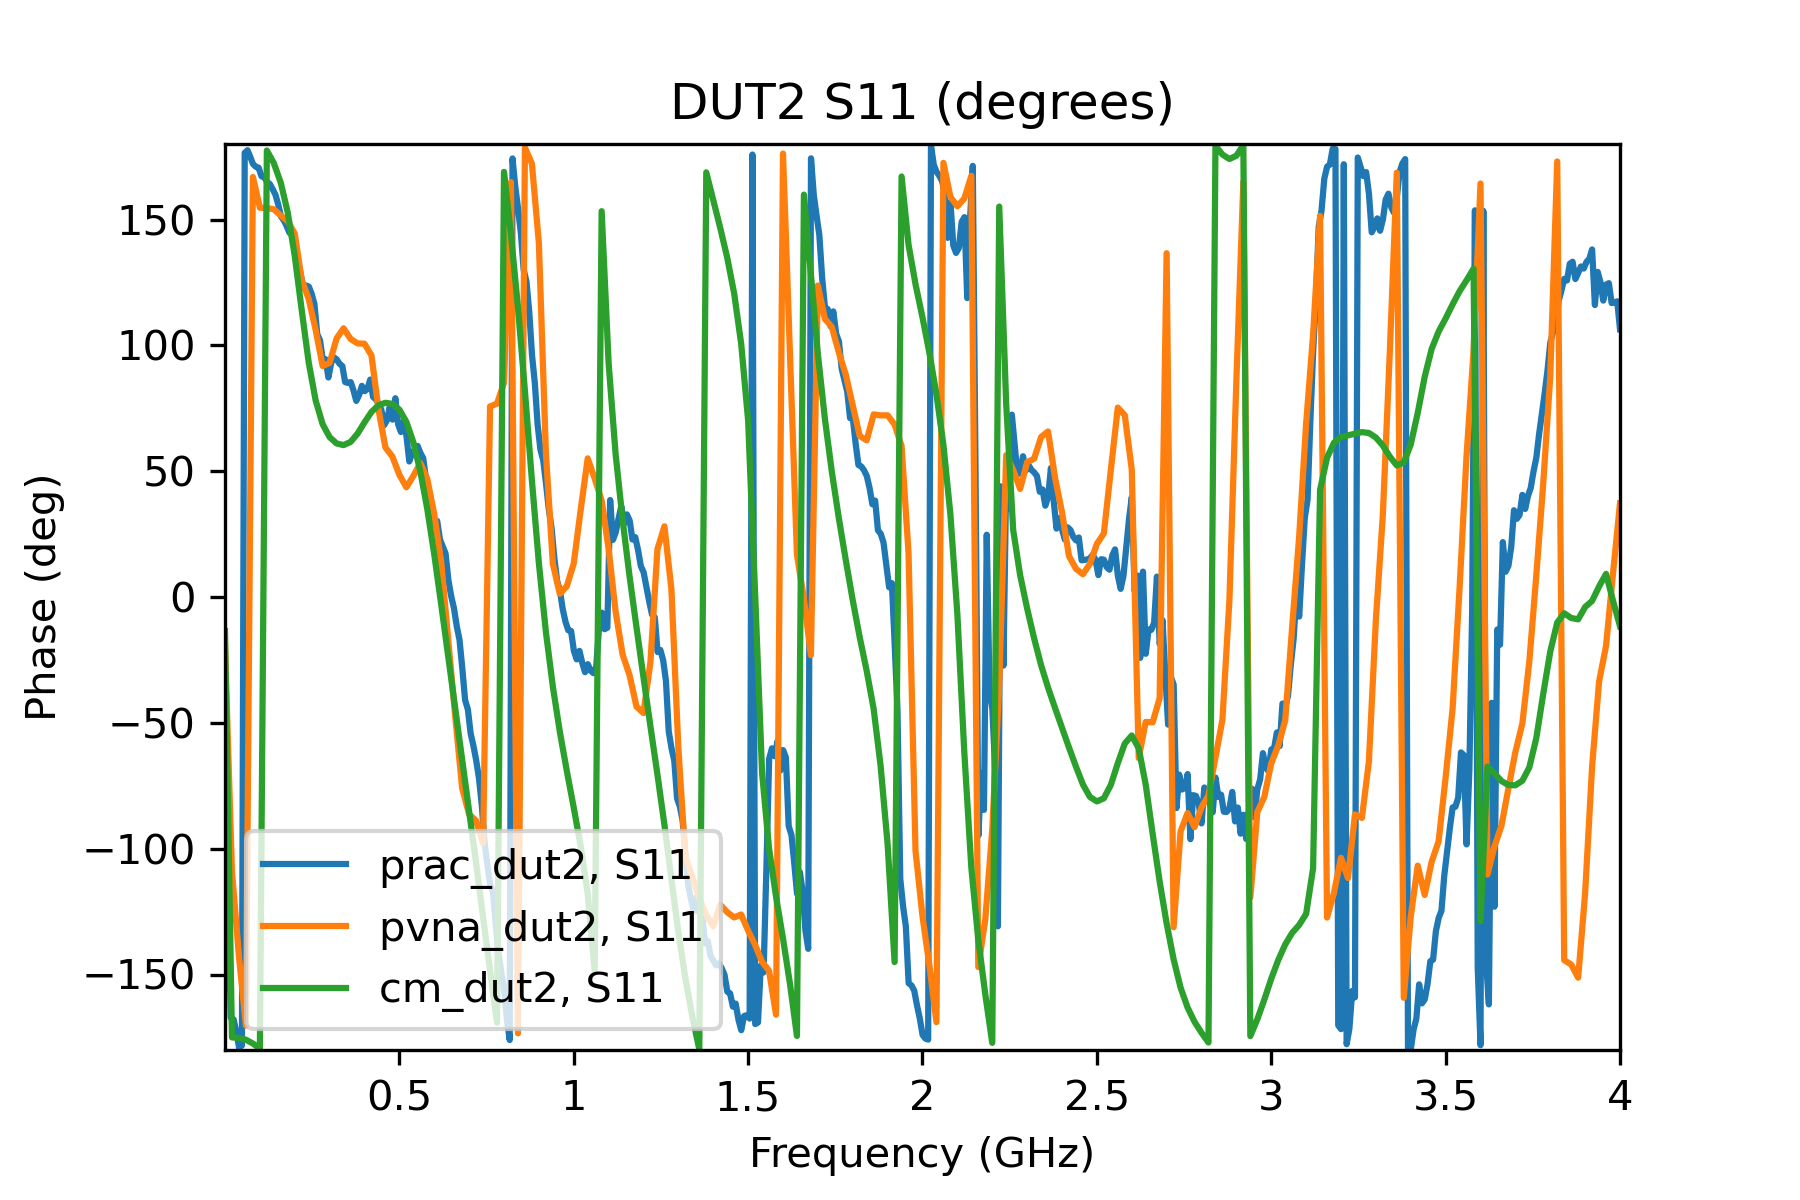 DUT2 S11 (degrees)
Phase (deg)
150
100
50
0
−50
−100
−150
prac_dut2, S11
pvna_dut2, S11
cm_dut2, S11
0.5 1 1.5 2 2.5 3 3.5 4
Frequency (GHz)